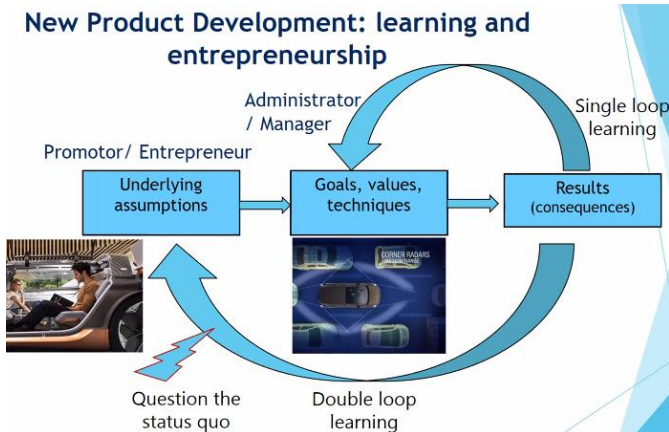 New Product Development: learning and
entrepreneurship
Administrator
/ Manager
Single loop
learning
Promotor/ Entrepreneur
Underlying
assumptions
Goals, values,
techniques
Results
(consequences)
CORNER RADARS
Question the
status quo
Double loop
learning